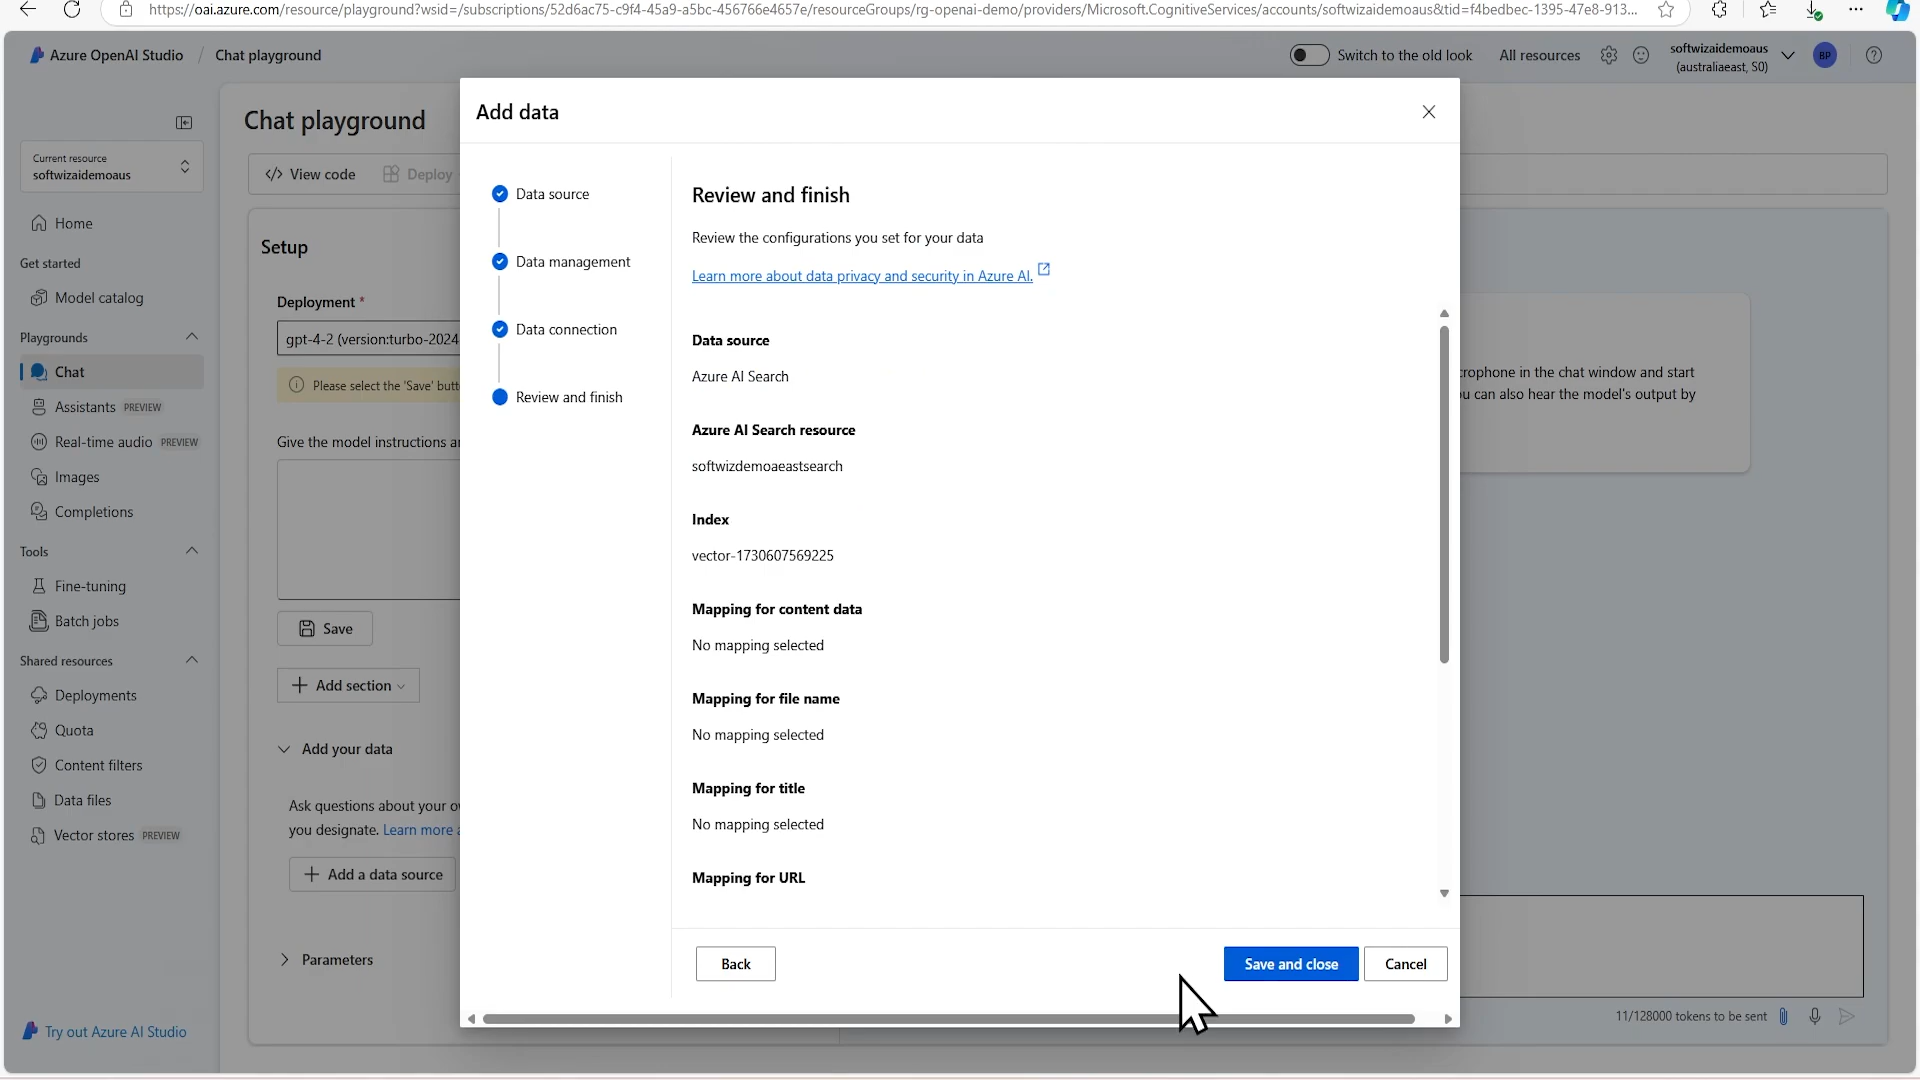 https://oai.azure.com/resource/playground?wsid=/subscriptions/52d6ac75-c9f4-45a9-a5bc-456766e4657e/resourceGroups/rg-openai-demo/providers/Microsoft.CognitiveServices/accounts/softwizaidemoaus&tid=f4bedbec-1395-47e8-913...
Azure OpenAI Studio / Chat playground
Switch to the old look
All resources
softwizaidemoaus
(australiaeast, S0)
BP
Current resource
softwizaidemoaus
Home
Get started
Model catalog
Playgrounds
Chat
Assistants PREVIEW
Real-time audio PREVIEW
Images
Completions
Tools
Fine-tuning
Batch jobs
Shared resources
Deployments
Quota
Content filters
Data files
Vector stores PREVIEW
Try out Azure AI Studio
Chat playground
</> View code
Deploy
Setup
Deployment *
gpt-4-2 (version:turbo-2024
Please select the 'Save' butt
Give the model instructions a
Save
Add section
Add your data
Ask questions about your o
you designate. Learn more a
Add a data source
Parameters
Add data
Data source
Data management
Data connection
Review and finish
Review and finish
Review the configurations you set for your data
Learn more about data privacy and security in Azure AI.
Data source
Azure AI Search
Azure AI Search resource
softwizdemoaeastsearch
Index
vector-1730607569225
Mapping for content data
No mapping selected
Mapping for file name
No mapping selected
Mapping for title
No mapping selected
Mapping for URL
Back
Save and close
Cancel
crophone in the chat window and start
u can also hear the model's output by
11/128000 tokens to be sent